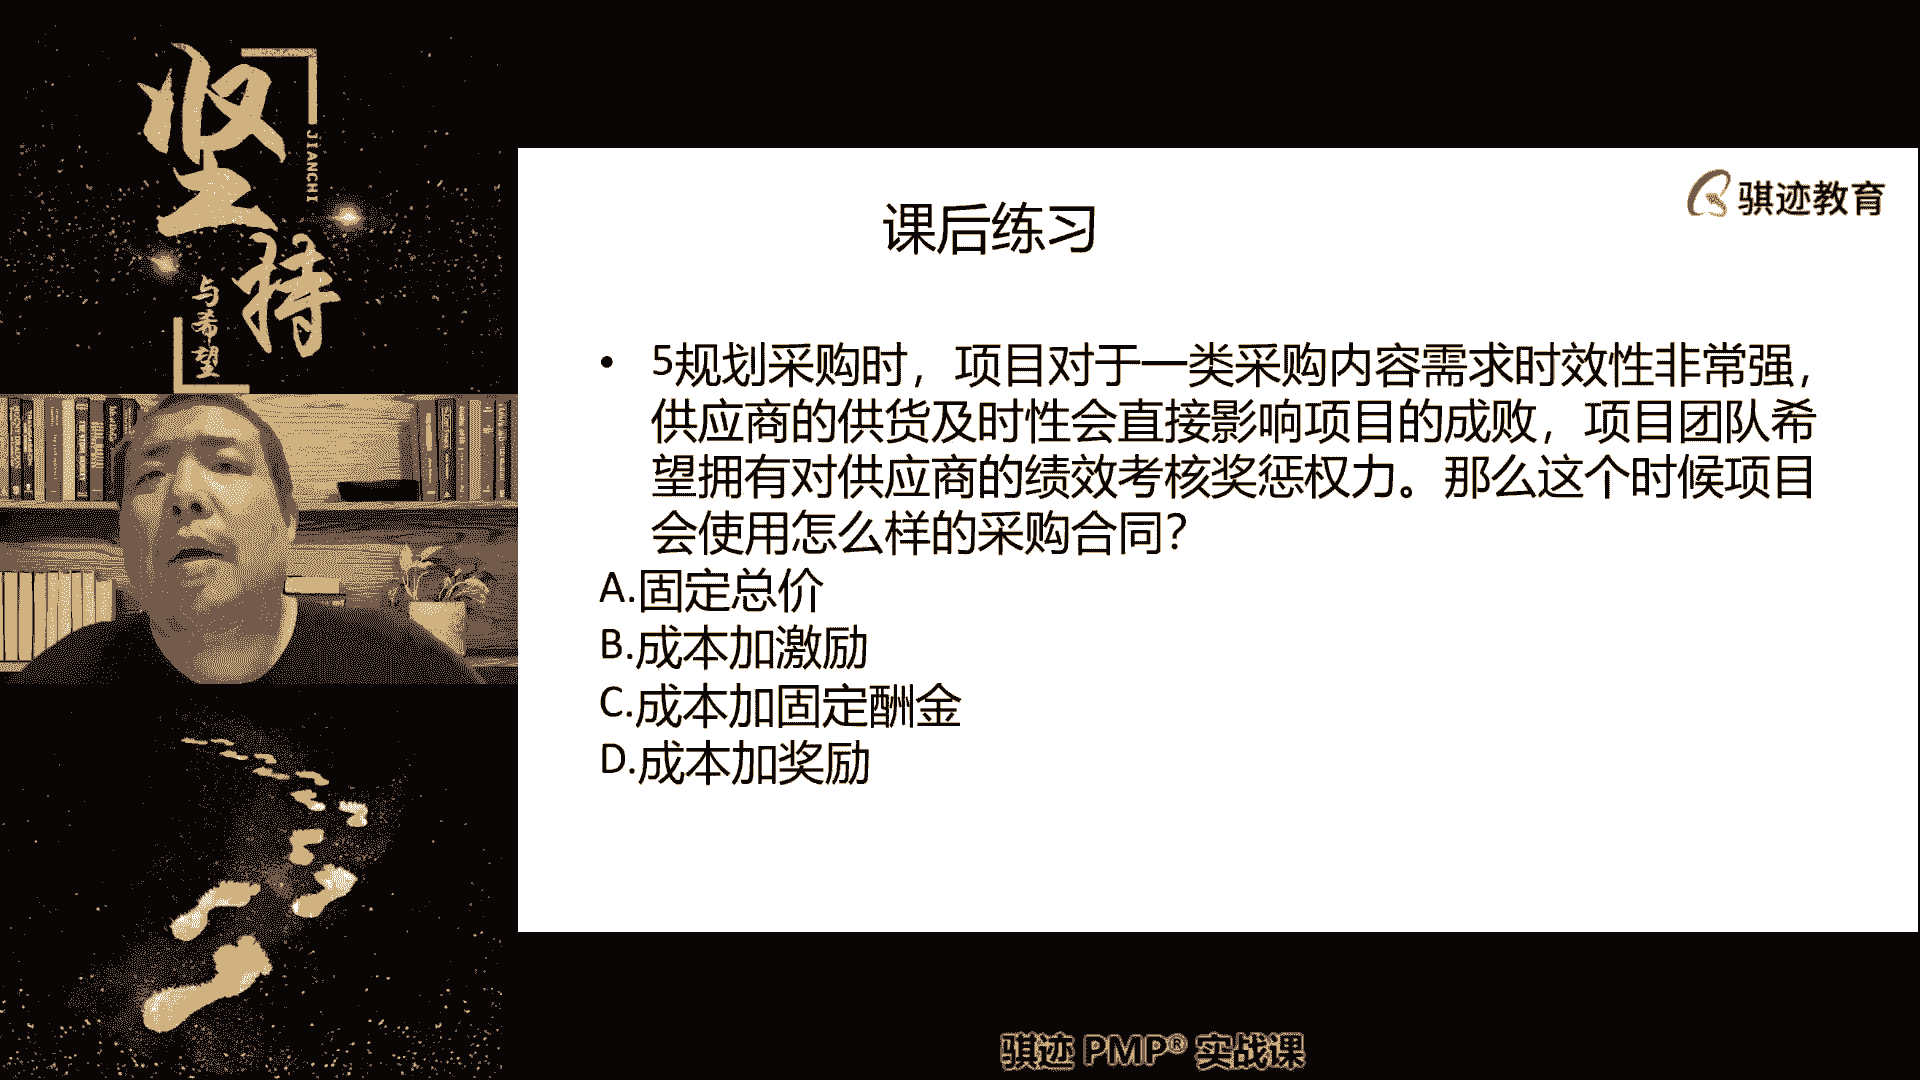 坚持
JIANCHI
与希望
骐迹教育
课后练习
• 5规划采购时，项目对于一类采购内容需求时效性非常强，
供应商的供货及时性会直接影响项目的成败，项目团队希
望拥有对供应商的绩效考核奖惩权力。那么这个时候项目
会使用怎么样的采购合同？
A.固定总价
B.成本加激励
C.成本加固定酬金
D.成本加奖励
骐迹 PMP® 实战课